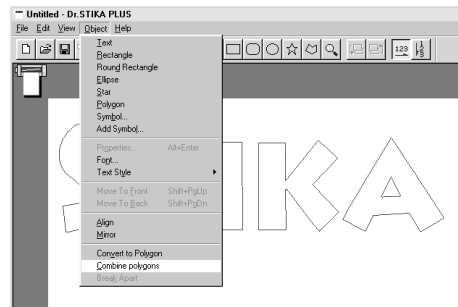 Untitled - Dr.STIKA PLUS
File Edit View Object Help
123
Text
Rectangle
Round Rectangle
Ellipse
Star
Polygon
Symbol...
Add Symbol...
Properties... Alt+Enter
Font...
Text Style
Move To Front Shift+PgUp
Move To Back Shift+PgDn
Align
Mirror
Convert to Polygon
Combine polygons
Break Apart
STIKA